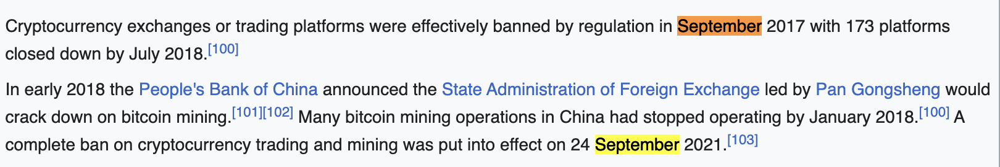 Cryptocurrency exchanges or trading platforms were effectively banned by regulation in September 2017 with 173 platforms
closed down by July 2018.[100]
In early 2018 the People's Bank of China announced the State Administration of Foreign Exchange led by Pan Gongsheng would
crack down on bitcoin mining.[101][102] Many bitcoin mining operations in China had stopped operating by January 2018.[100] A
complete ban on cryptocurrency trading and mining was put into effect on 24 September 2021.[103]